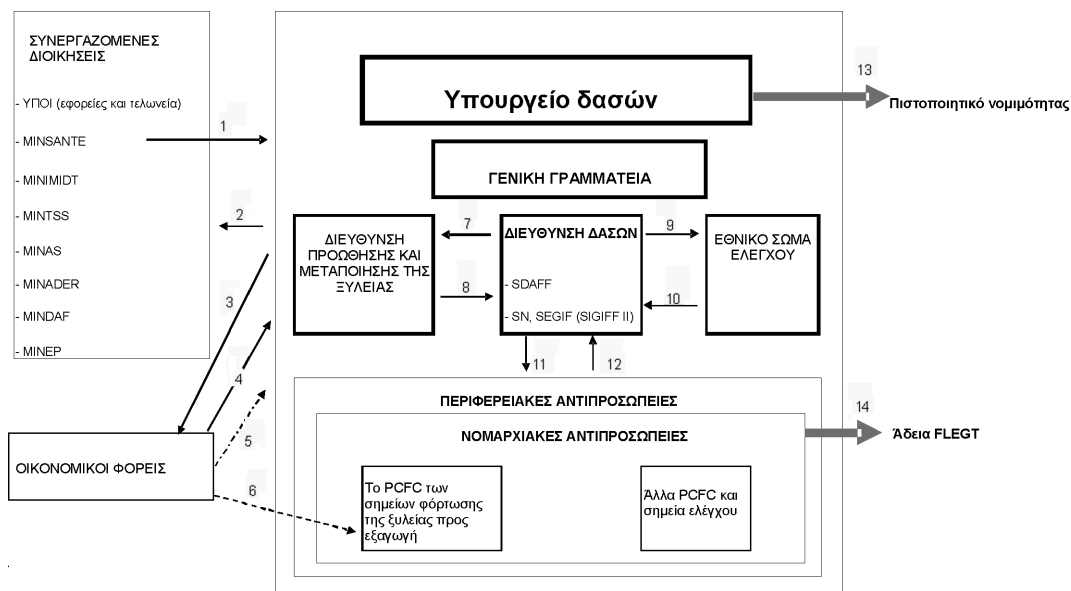 ΣΥΝΕΡΓΑΖΟΜΕΝΕΣ
ΔΙΟΙΚΗΣΕΙΣ
- ΥΠΟΙ (εφορείες και τελωνεία)
- MINSANTE
- MINIMIDT
- MINTSS
- MINAS
- MINADER
- MINDAF
- MINEP
1
2
3
4
5
6
ΟΙΚΟΝΟΜΙΚΟΙ ΦΟΡΕΙΣ
Υπουργείο δασών
13
Πιστοποιητικό νομιμότητας
ΓΕΝΙΚΗ ΓΡΑΜΜΑΤΕΙΑ
ΔΙΕΥΘΥΝΣΗ
ΠΡΟΩΘΗΣΗΣ ΚΑΙ
ΜΕΤΑΠΟΙΗΣΗΣ ΤΗΣ
ΞΥΛΕΙΑΣ
7
8
ΔΙΕΥΘΥΝΣΗ ΔΑΣΩΝ
- SDAFF
- SN, SEGIF (SIGIFF II)
9
10
ΕΘΝΙΚΟ ΣΩΜΑ
ΕΛΕΓΧΟΥ
11
12
ΠΕΡΙΦΕΡΕΙΑΚΕΣ ΑΝΤΙΠΡΟΣΩΠΕΙΕΣ
ΝΟΜΑΡΧΙΑΚΕΣ ΑΝΤΙΠΡΟΣΩΠΕΙΕΣ
14
Άδεια FLEGT
Το PCFC των
σημείων φόρτωσης
της ξυλείας προς
εξαγωγή
Άλλα PCFC και
σημεία ελέγχου